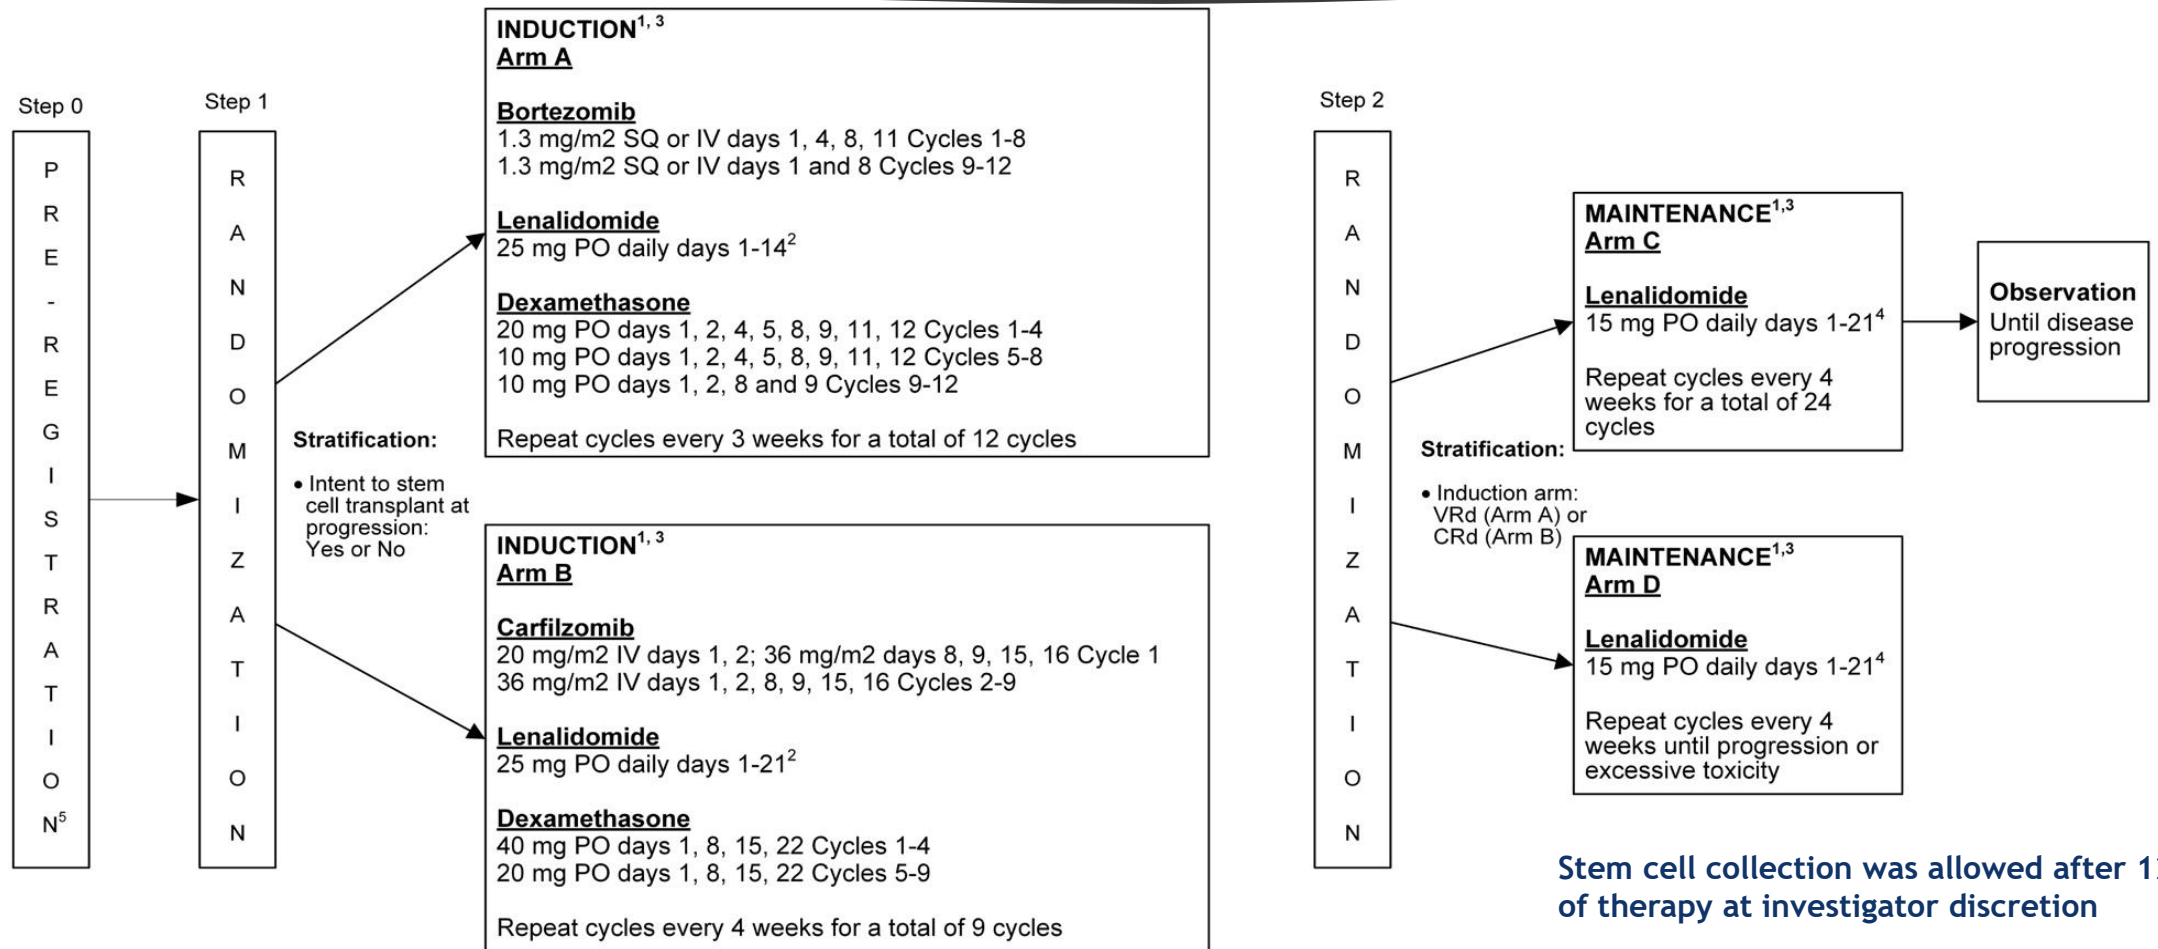 Step 0
PRE-REGISTRATION⁵
Step 1
RANDOMIZATION
Stratification:
• Intent to stem
cell transplant at
progression:
Yes or No
INDUCTION¹, ³
Arm A
Bortezomib
1.3 mg/m2 SQ or IV days 1, 4, 8, 11 Cycles 1-8
1.3 mg/m2 SQ or IV days 1 and 8 Cycles 9-12
Lenalidomide
25 mg PO daily days 1-14²
Dexamethasone
20 mg PO days 1, 2, 4, 5, 8, 9, 11, 12 Cycles 1-4
10 mg PO days 1, 2, 4, 5, 8, 9, 11, 12 Cycles 5-8
10 mg PO days 1, 2, 8 and 9 Cycles 9-12
Repeat cycles every 3 weeks for a total of 12 cycles
INDUCTION¹, ³
Arm B
Carfilzomib
20 mg/m2 IV days 1, 2; 36 mg/m2 days 8, 9, 15, 16 Cycle 1
36 mg/m2 IV days 1, 2, 8, 9, 15, 16 Cycles 2-9
Lenalidomide
25 mg PO daily days 1-21²
Dexamethasone
40 mg PO days 1, 8, 15, 22 Cycles 1-4
20 mg PO days 1, 8, 15, 22 Cycles 5-9
Repeat cycles every 4 weeks for a total of 9 cycles
Step 2
RANDOMIZATION
Stratification:
• Induction arm:
VRd (Arm A) or
CRd (Arm B)
MAINTENANCE¹,³
Arm C
Lenalidomide
15 mg PO daily days 1-21⁴
Repeat cycles every 4
weeks for a total of 24
cycles
Observation
Until disease
progression
MAINTENANCE¹,³
Arm D
Lenalidomide
15 mg PO daily days 1-21⁴
Repeat cycles every 4
weeks until progression or
excessive toxicity
Stem cell collection was allowed after
of therapy at investigator discretion